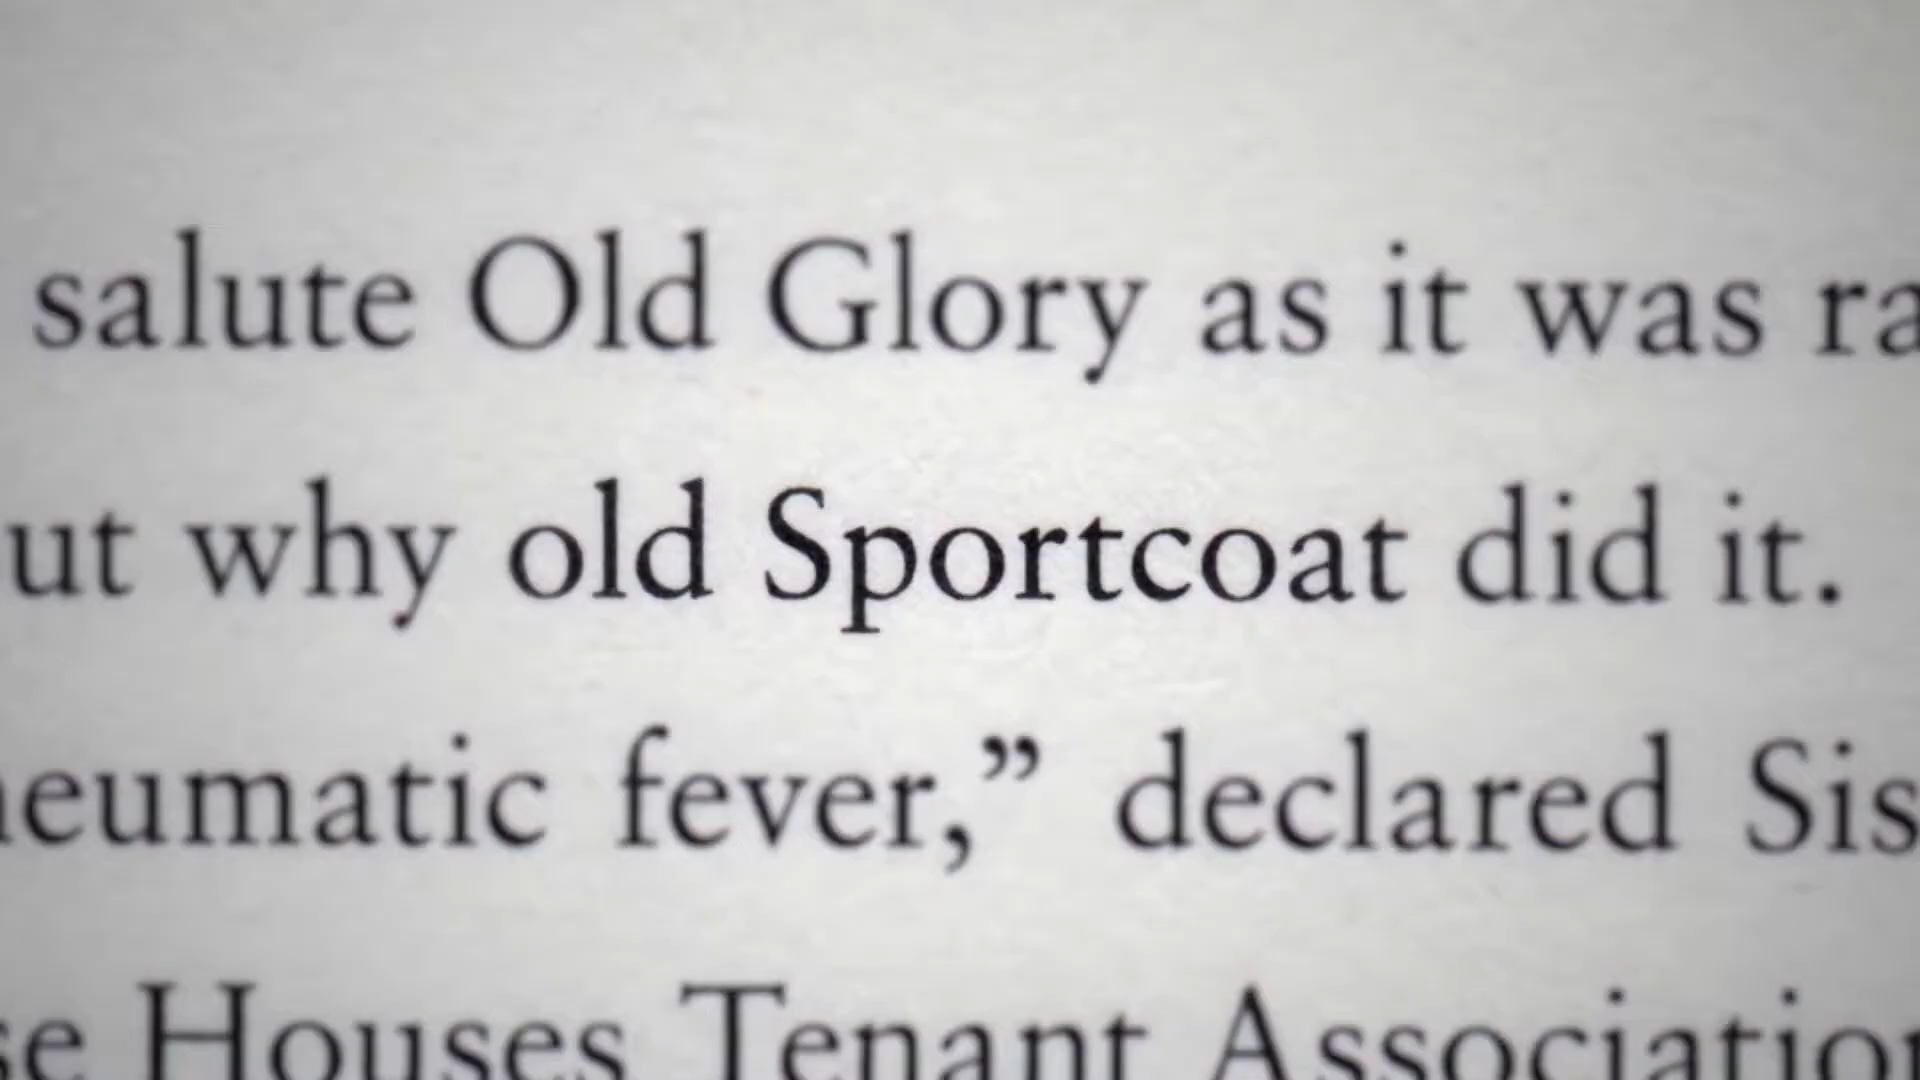 salute Old Glory as it was ra
ut why old Sportcoat did it.
eumatic fever,” declared Sis
se Houses Tenant Association